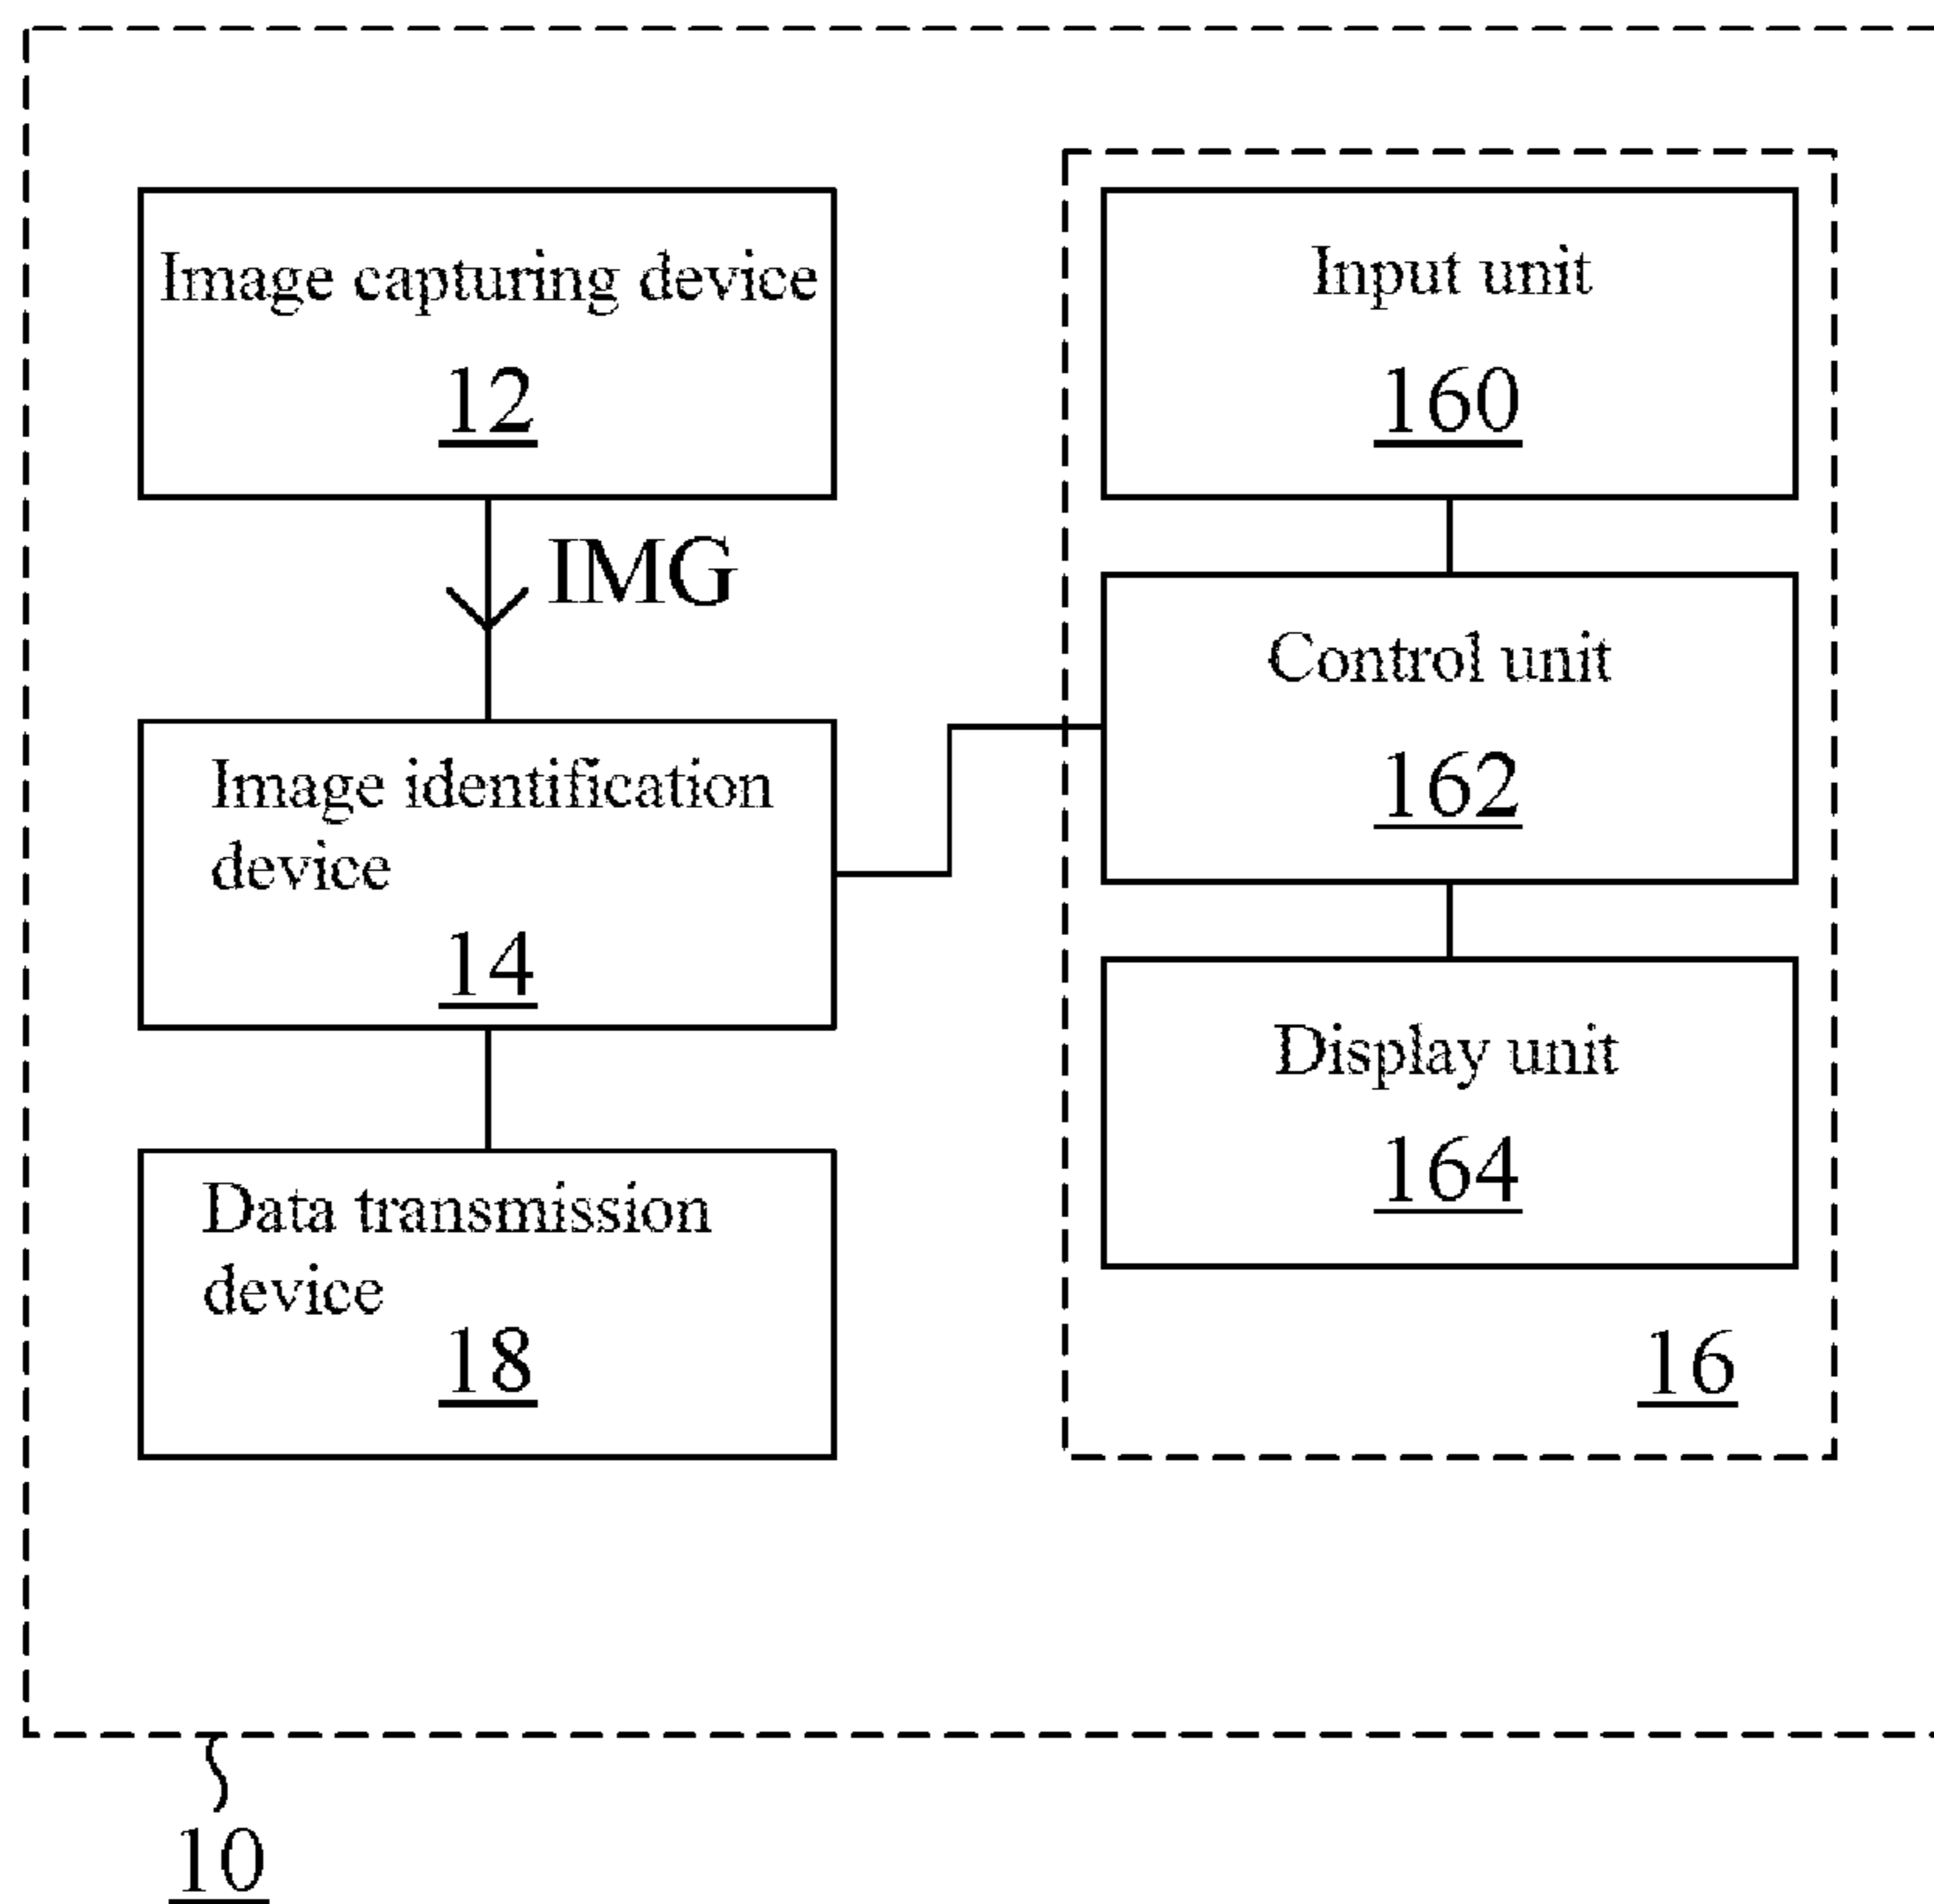 Image capturing device
12
IMG
Image identification
device
14
Data transmission
device
18
Input unit
160
Control unit
162
Display unit
164
16
10